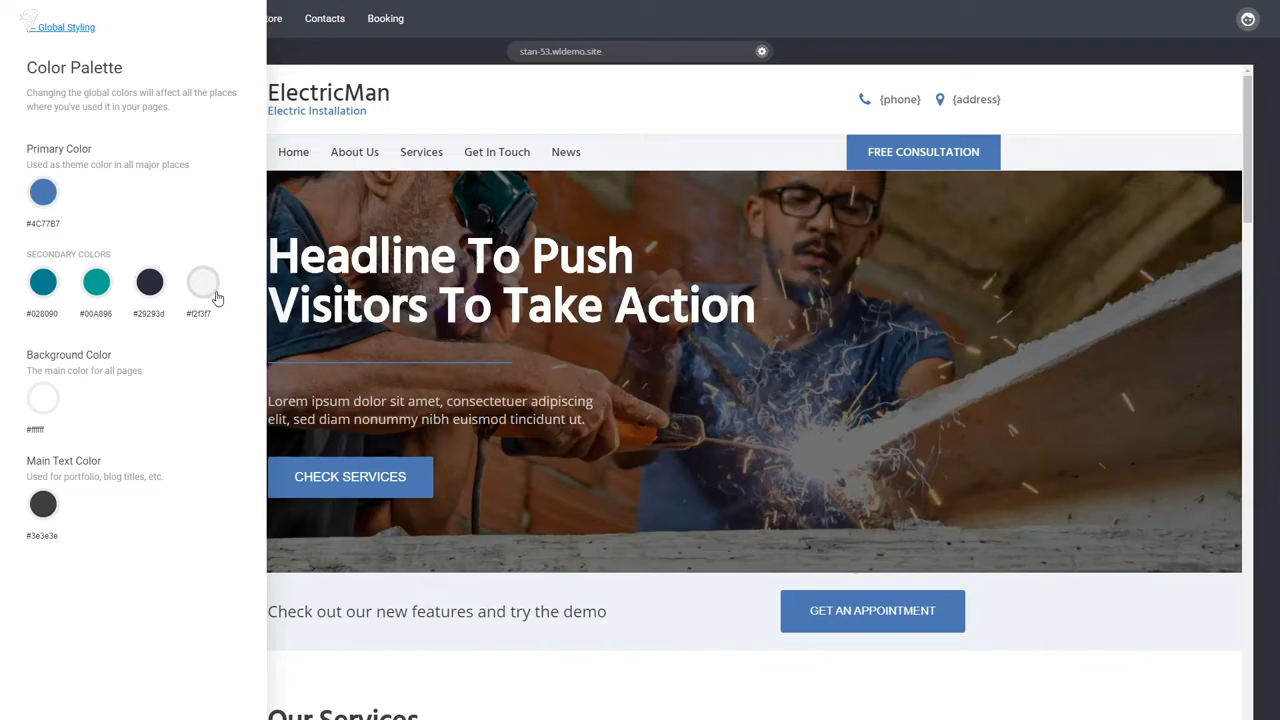 ← Global Styling
Color Palette
Changing the global colors will affect all the places
where you've used it in your pages.
Primary Color
Used as theme color in all major places
#4C77B7
SECONDARY COLORS
#028090 #00A896 #29293d #f2f3f7
Background Color
The main color for all pages
#ffffff
Main Text Color
Used for portfolio, blog titles, etc.
#3e3e3e
Contacts Booking
stan-53.wldemo.site
ElectricMan
Electric Installation
{phone} {address}
Home About Us Services Get In Touch News
FREE CONSULTATION
Headline To Push
Visitors To Take Action
Lorem ipsum dolor sit amet, consectetuer adipiscing
elit, sed diam nonummy nibh euismod tincidunt ut.
CHECK SERVICES
Check out our new features and try the demo
GET AN APPOINTMENT
Our Services